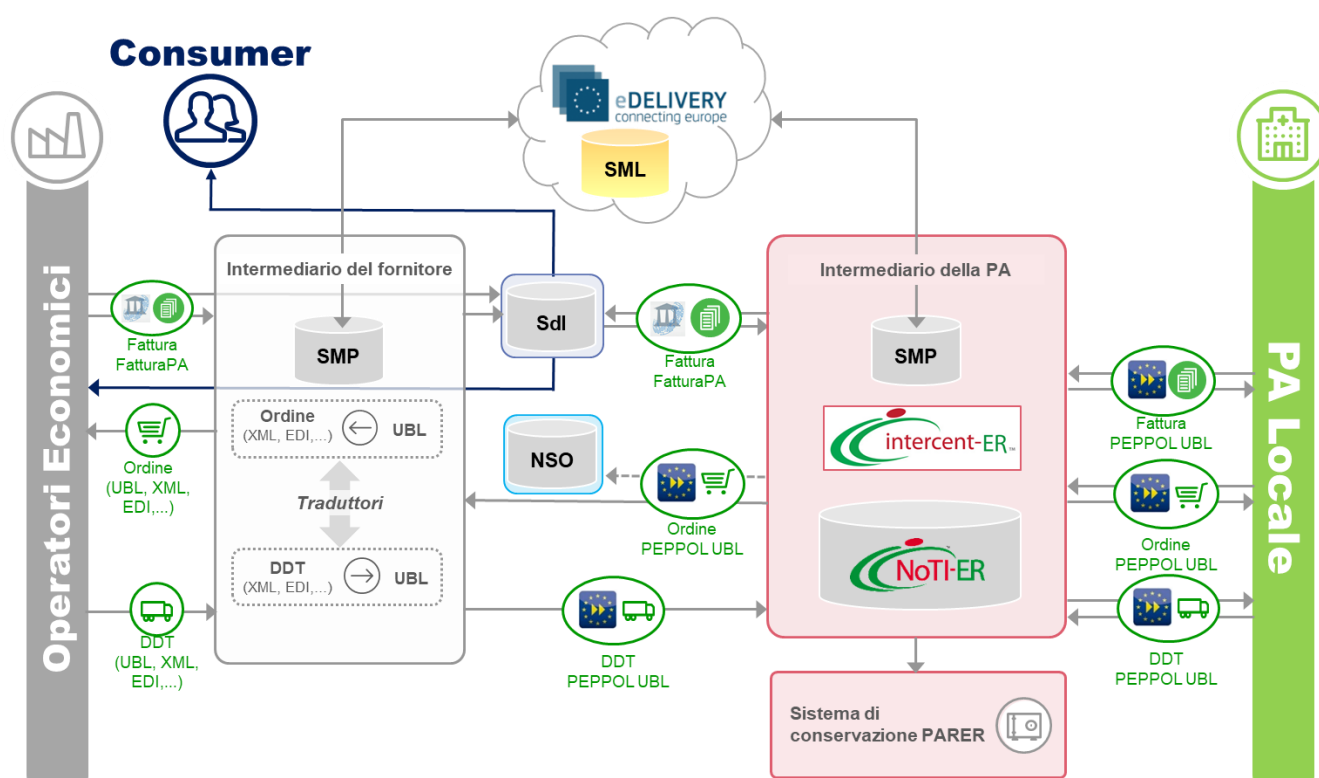 Consumer
eDELIVERY
connecting europe
SML
Operatori Economici
Intermediario del fornitore
SdI
Intermediario della PA
PA Locale
SMP
SMP
Fattura
FatturaPA
Fattura
FatturaPA
intercent-ER™
Fattura
PEPPOL UBL
Ordine
(XML, EDI,...)
UBL
NSO
Ordine
(UBL, XML,
EDI,...)
Traduttori
Ordine
PEPPOL UBL
Ordine
PEPPOL UBL
NoTI-ER
DDT
(XML, EDI,...)
UBL
DDT
(UBL, XML,
EDI,...)
DDT
PEPPOL UBL
DDT
PEPPOL UBL
Sistema di
conservazione PARER